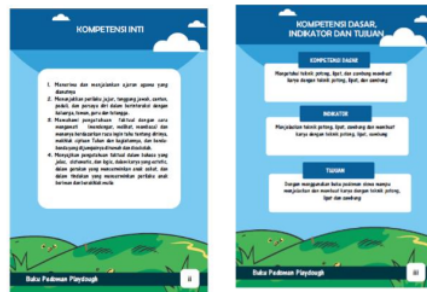 KOMPETENSI INTI
1. Menerima dan menjalankan ajaran agama yang
dianutnya
2. Menunjukkan perilaku jujur, tanggung jawab, santun,
peduli, dan percaya diri dalam berinteraksi dengan
keluarga, teman, guru dan tetangga.
3. Memahami pengetahuan faktual dengan cara
mengamati (mendengar, melihat, membaca) dan
menanya berdasarkan rasa ingin tahu tentang dirinya,
makhluk ciptaan Tuhan dan kegiatannya, dan benda-
benda yang dijumpainya di rumah dan di sekolah.
4. Menyajikan pengetahuan faktual dalam bahasa yang
jelas, sistematis, dan logis, dalam karya yang estetis,
dalam gerakan yang mencerminkan anak sehat, dan
dalam tindakan yang mencerminkan perilaku anak
beriman dan berakhlak mulia
Buku Pedoman Playdough
ii
KOMPETENSI DASAR,
INDIKATOR DAN TUJUAN
KOMPETENSI DASAR
Mengetahui teknik potong, lipat, dan sambung membuat
karya dengan teknik potong, lipat, dan sambung
INDIKATOR
Menjelaskan teknik potong, lipat, sambung dan membuat
karya dengan teknik potong, lipat, sambung
TUJUAN
Dengan menggunakan buku pedoman siswa mampu
menjelaskan dan membuat karya dengan teknik potong,
lipat dan sambung
Buku Pedoman Playdough
iii